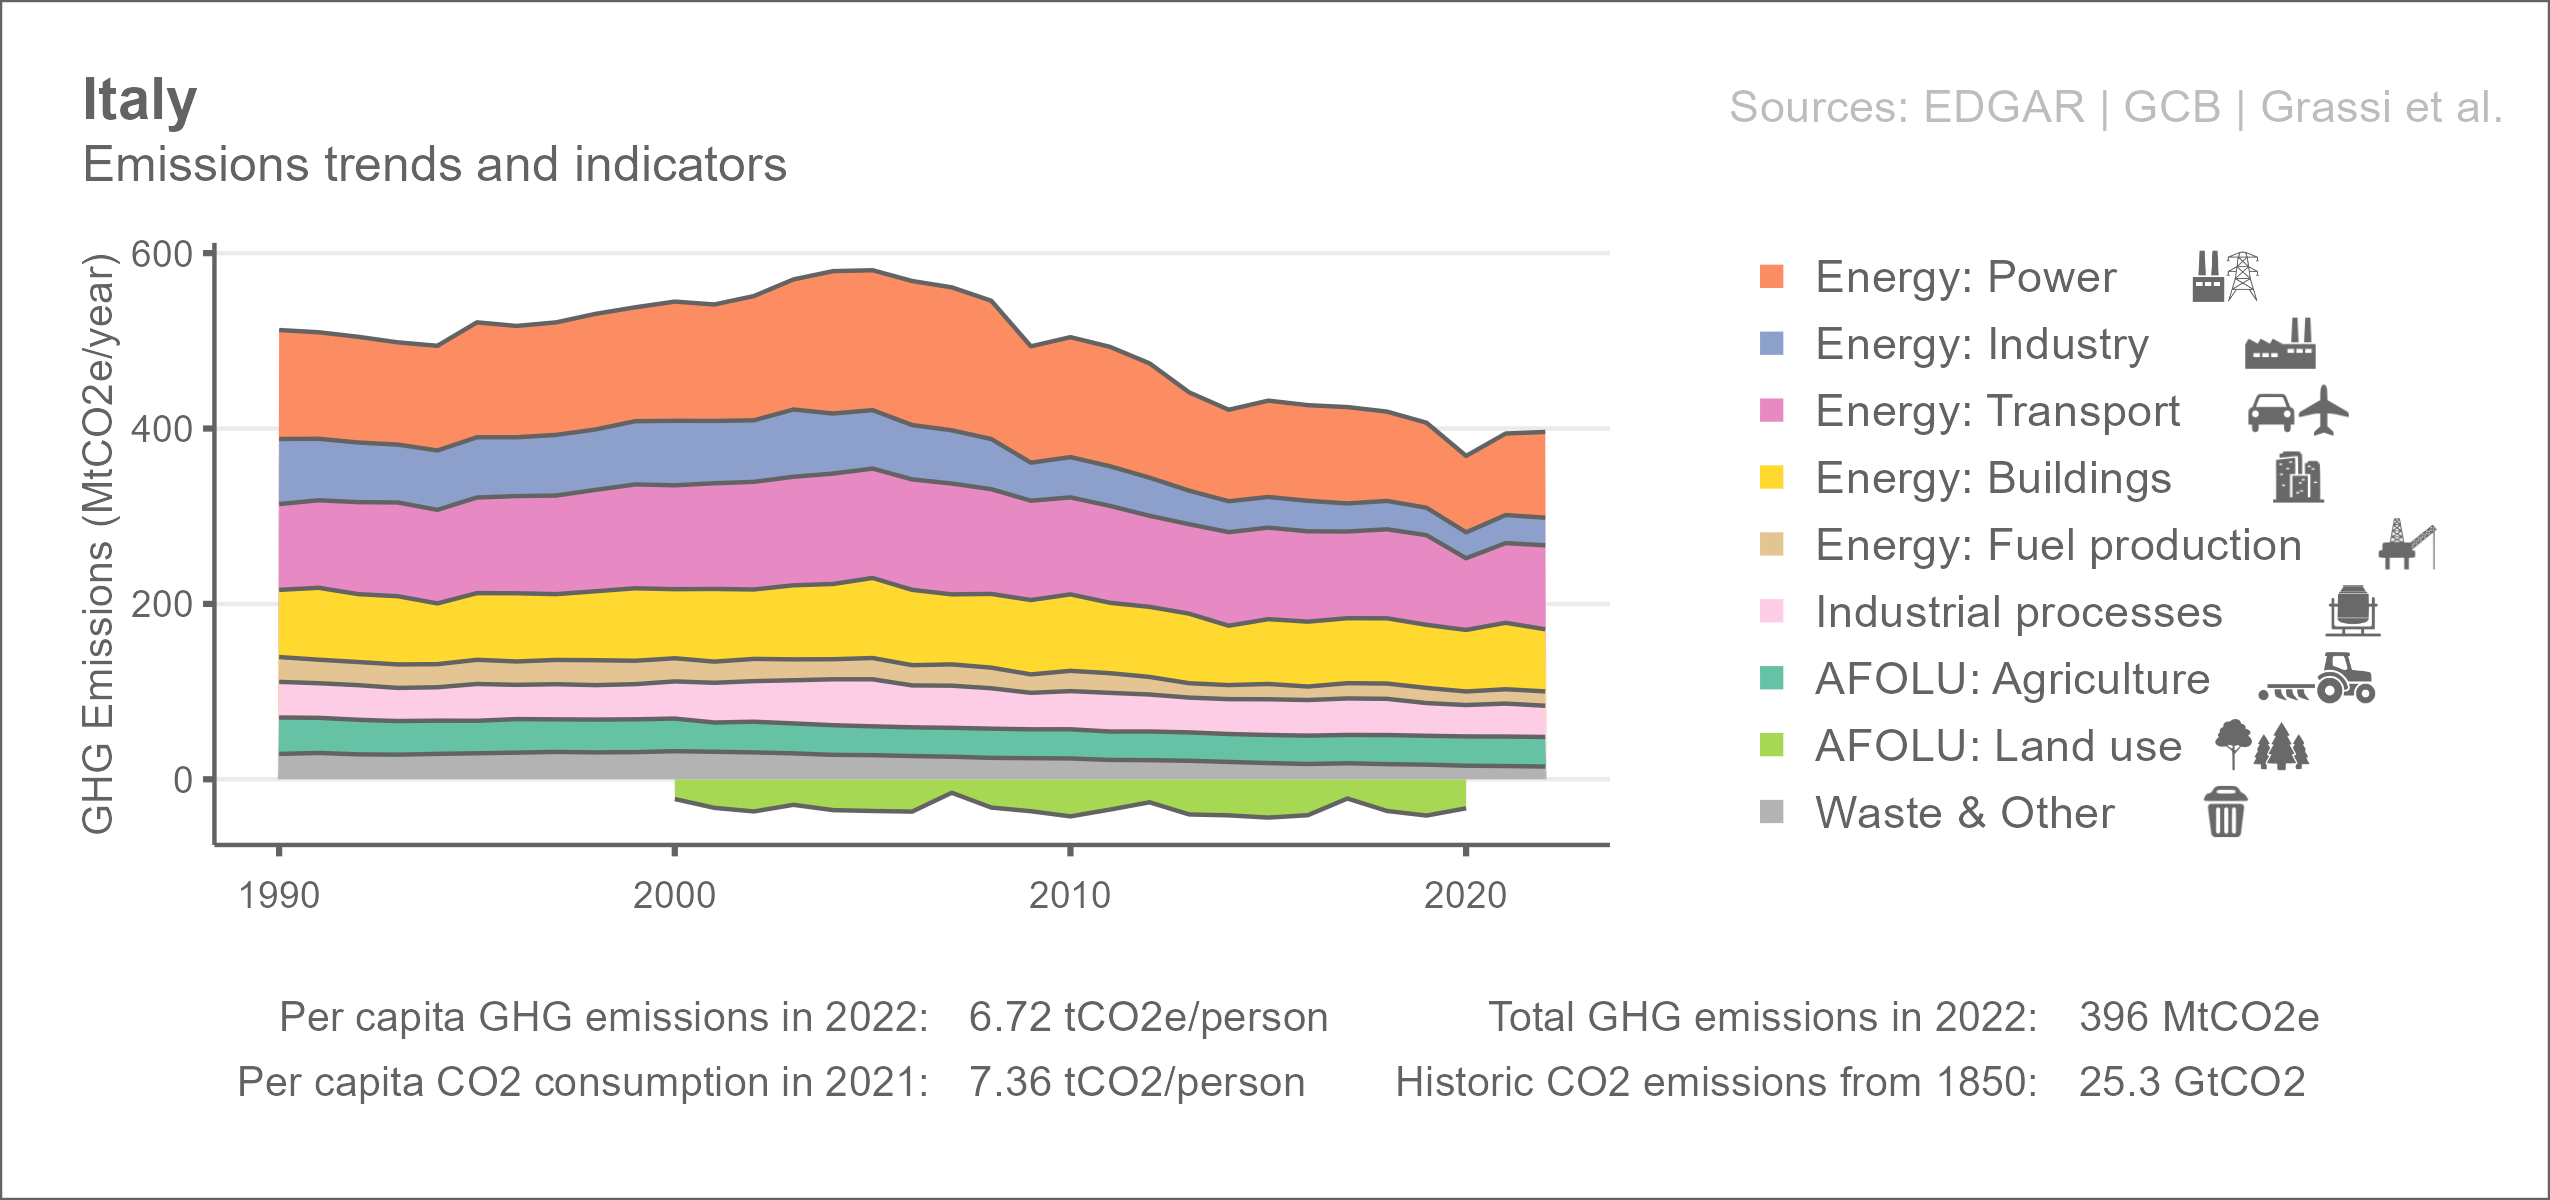 Italy
Sources: EDGAR | GCB | Grassi et al.
Emissions trends and indicators
GHG Emissions (MtCO2e/year)
600
400
200
0
1990
2000
2010
2020
Energy: Power
Energy: Industry
Energy: Transport
Energy: Buildings
Energy: Fuel production
Industrial processes
AFOLU: Agriculture
AFOLU: Land use
Waste & Other
Per capita GHG emissions in 2022: 6.72 tCO2e/person
Total GHG emissions in 2022: 396 MtCO2e
Per capita CO2 consumption in 2021: 7.36 tCO2/person
Historic CO2 emissions from 1850: 25.3 GtCO2